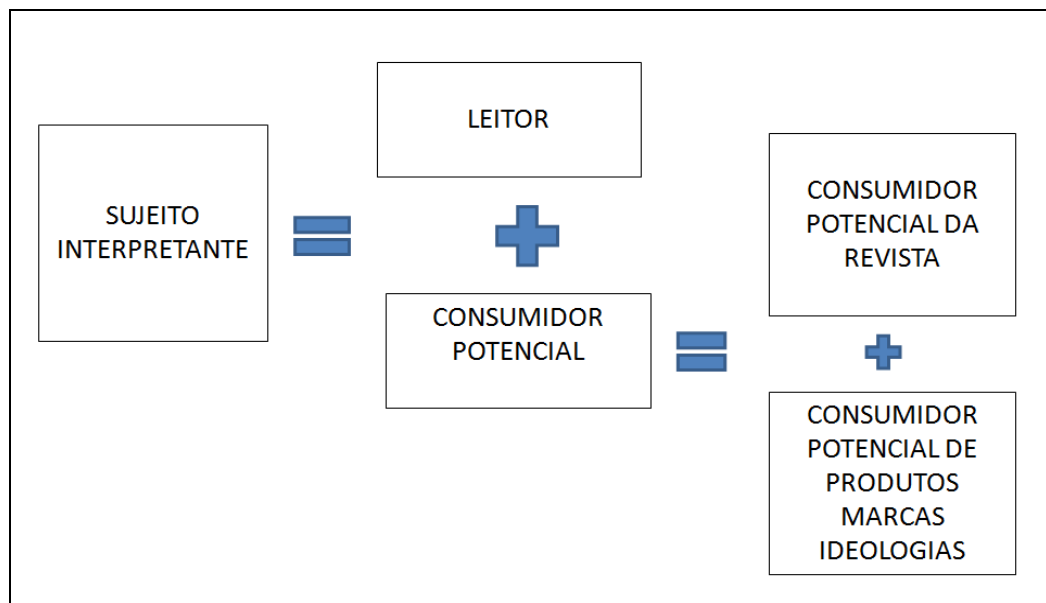 SUJEITO
INTERPRETANTE
LEITOR
CONSUMIDOR
POTENCIAL
CONSUMIDOR
POTENCIAL DA
REVISTA
CONSUMIDOR
POTENCIAL DE
PRODUTOS
MARCAS
IDEOLOGIAS